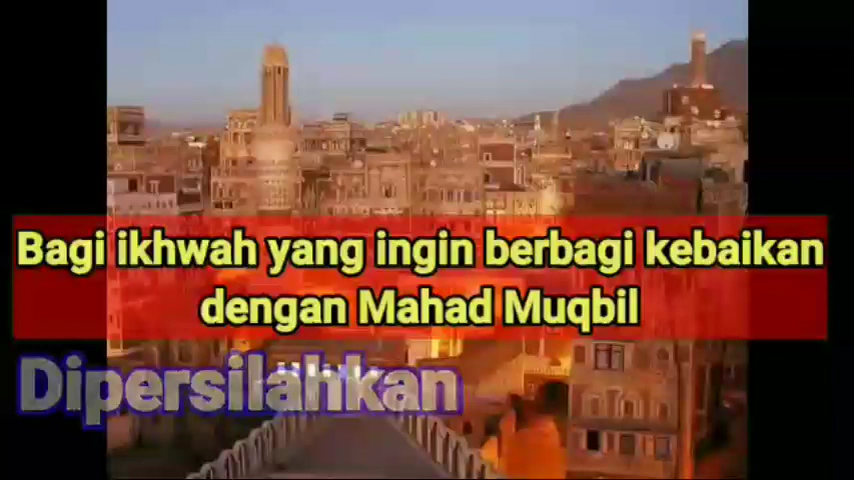 Bagi ikhwah yang ingin berbagi kebaikan
dengan Mahad Muqbil
Dipersilahkan